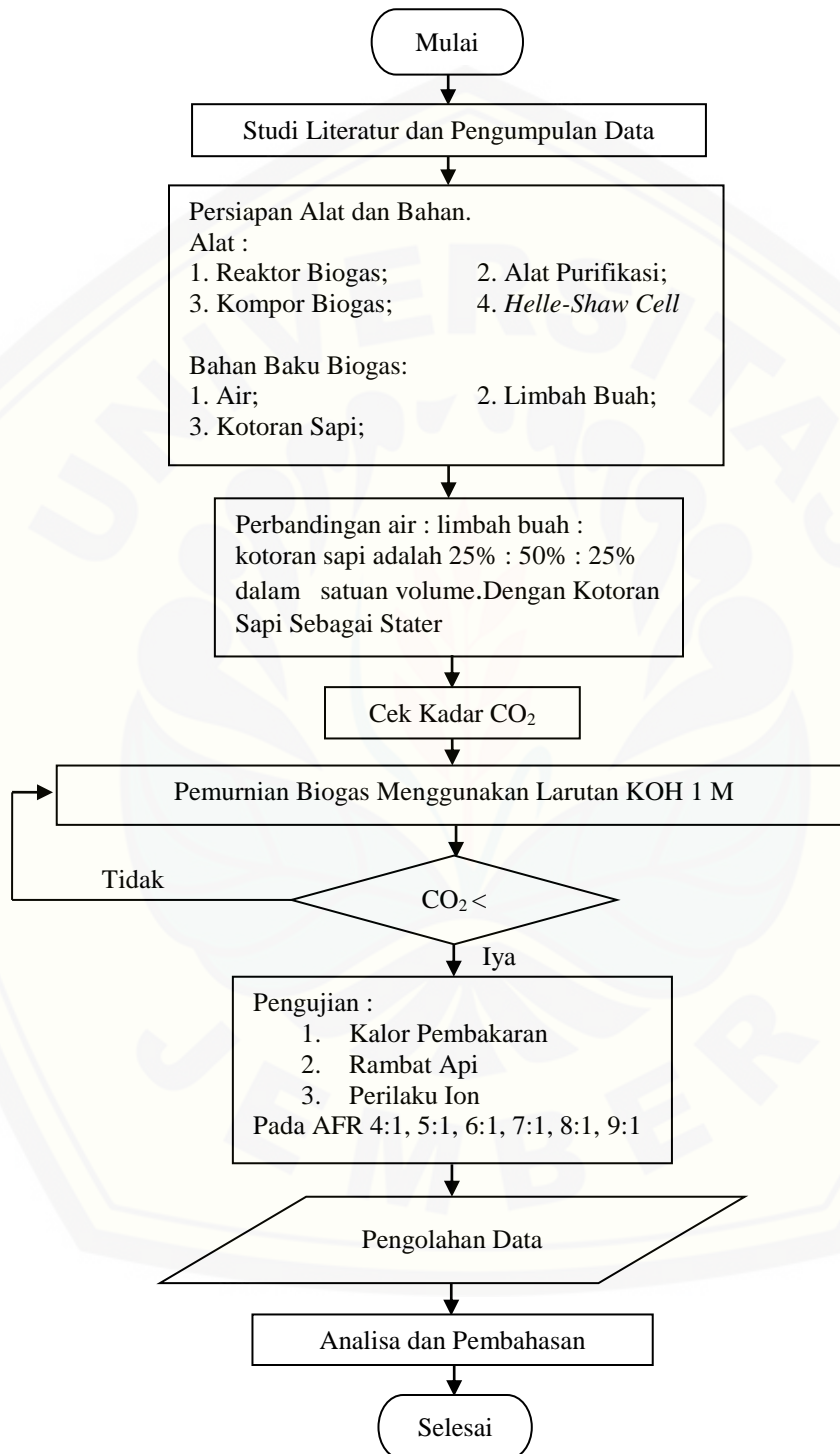 Mulai
Studi Literatur dan Pengumpulan Data
Persiapan Alat dan Bahan.
Alat :
1. Reaktor Biogas; 2. Alat Purifikasi;
3. Kompor Biogas; 4. Helle-Shaw Cell
Bahan Baku Biogas:
1. Air; 2. Limbah Buah;
3. Kotoran Sapi;
Perbandingan air : limbah buah :
kotoran sapi adalah 25% : 50% : 25%
dalam satuan volume.Dengan Kotoran
Sapi Sebagai Stater
Cek Kadar CO₂
Pemurnian Biogas Menggunakan Larutan KOH 1 M
Tidak
CO₂ <
Iya
Pengujian :
1. Kalor Pembakaran
2. Rambat Api
3. Perilaku Ion
Pada AFR 4:1, 5:1, 6:1, 7:1, 8:1, 9:1
Pengolahan Data
Analisa dan Pembahasan
Selesai
UNIVERSITAS
JEMBER